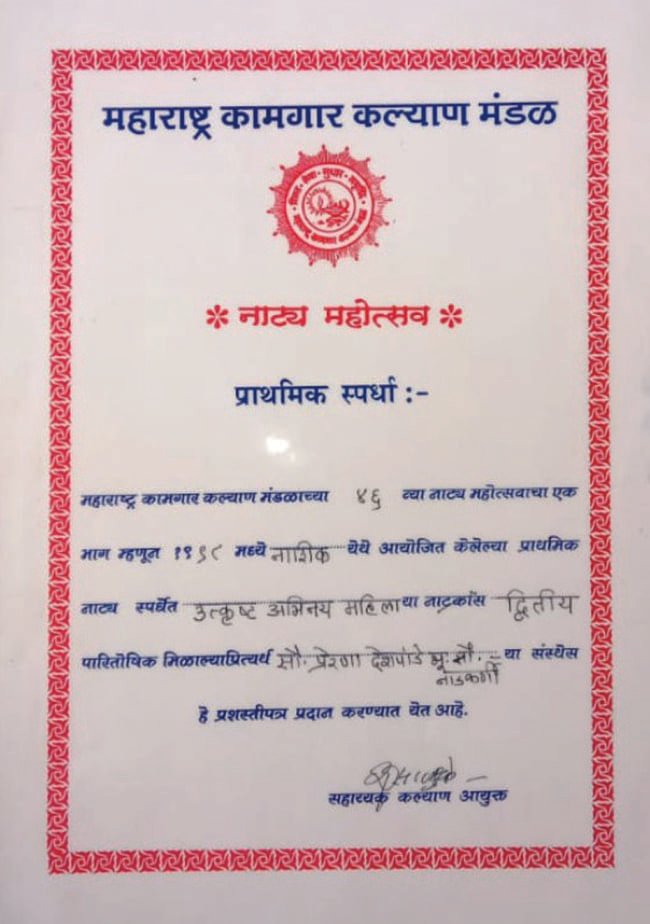 महाराष्ट्र कामगार कल्याण मंडळ
* नाट्य महोत्सव *
प्राथमिक स्पर्धा :-
महाराष्ट्र कामगार कल्याण मंडळाच्या ४६ व्या नाट्य महोत्सवाचा एक
भाग म्हणून १९९८ मध्ये नाशिक येथे आयोजित केलेल्या प्राथमिक
नाट्य स्पर्धेत उत्कृष्ट अभिनय महिला या नाटकास द्वितीय
पारितोषिक मिळाल्याप्रित्यर्थ सौ. प्रेरणा देशपांडे भू. सौ. - या संस्थेस
नाडकर्णी
हे प्रशस्तीपत्र प्रदान करण्यात येत आहे.
सहाय्यक कल्याण आयुक्त